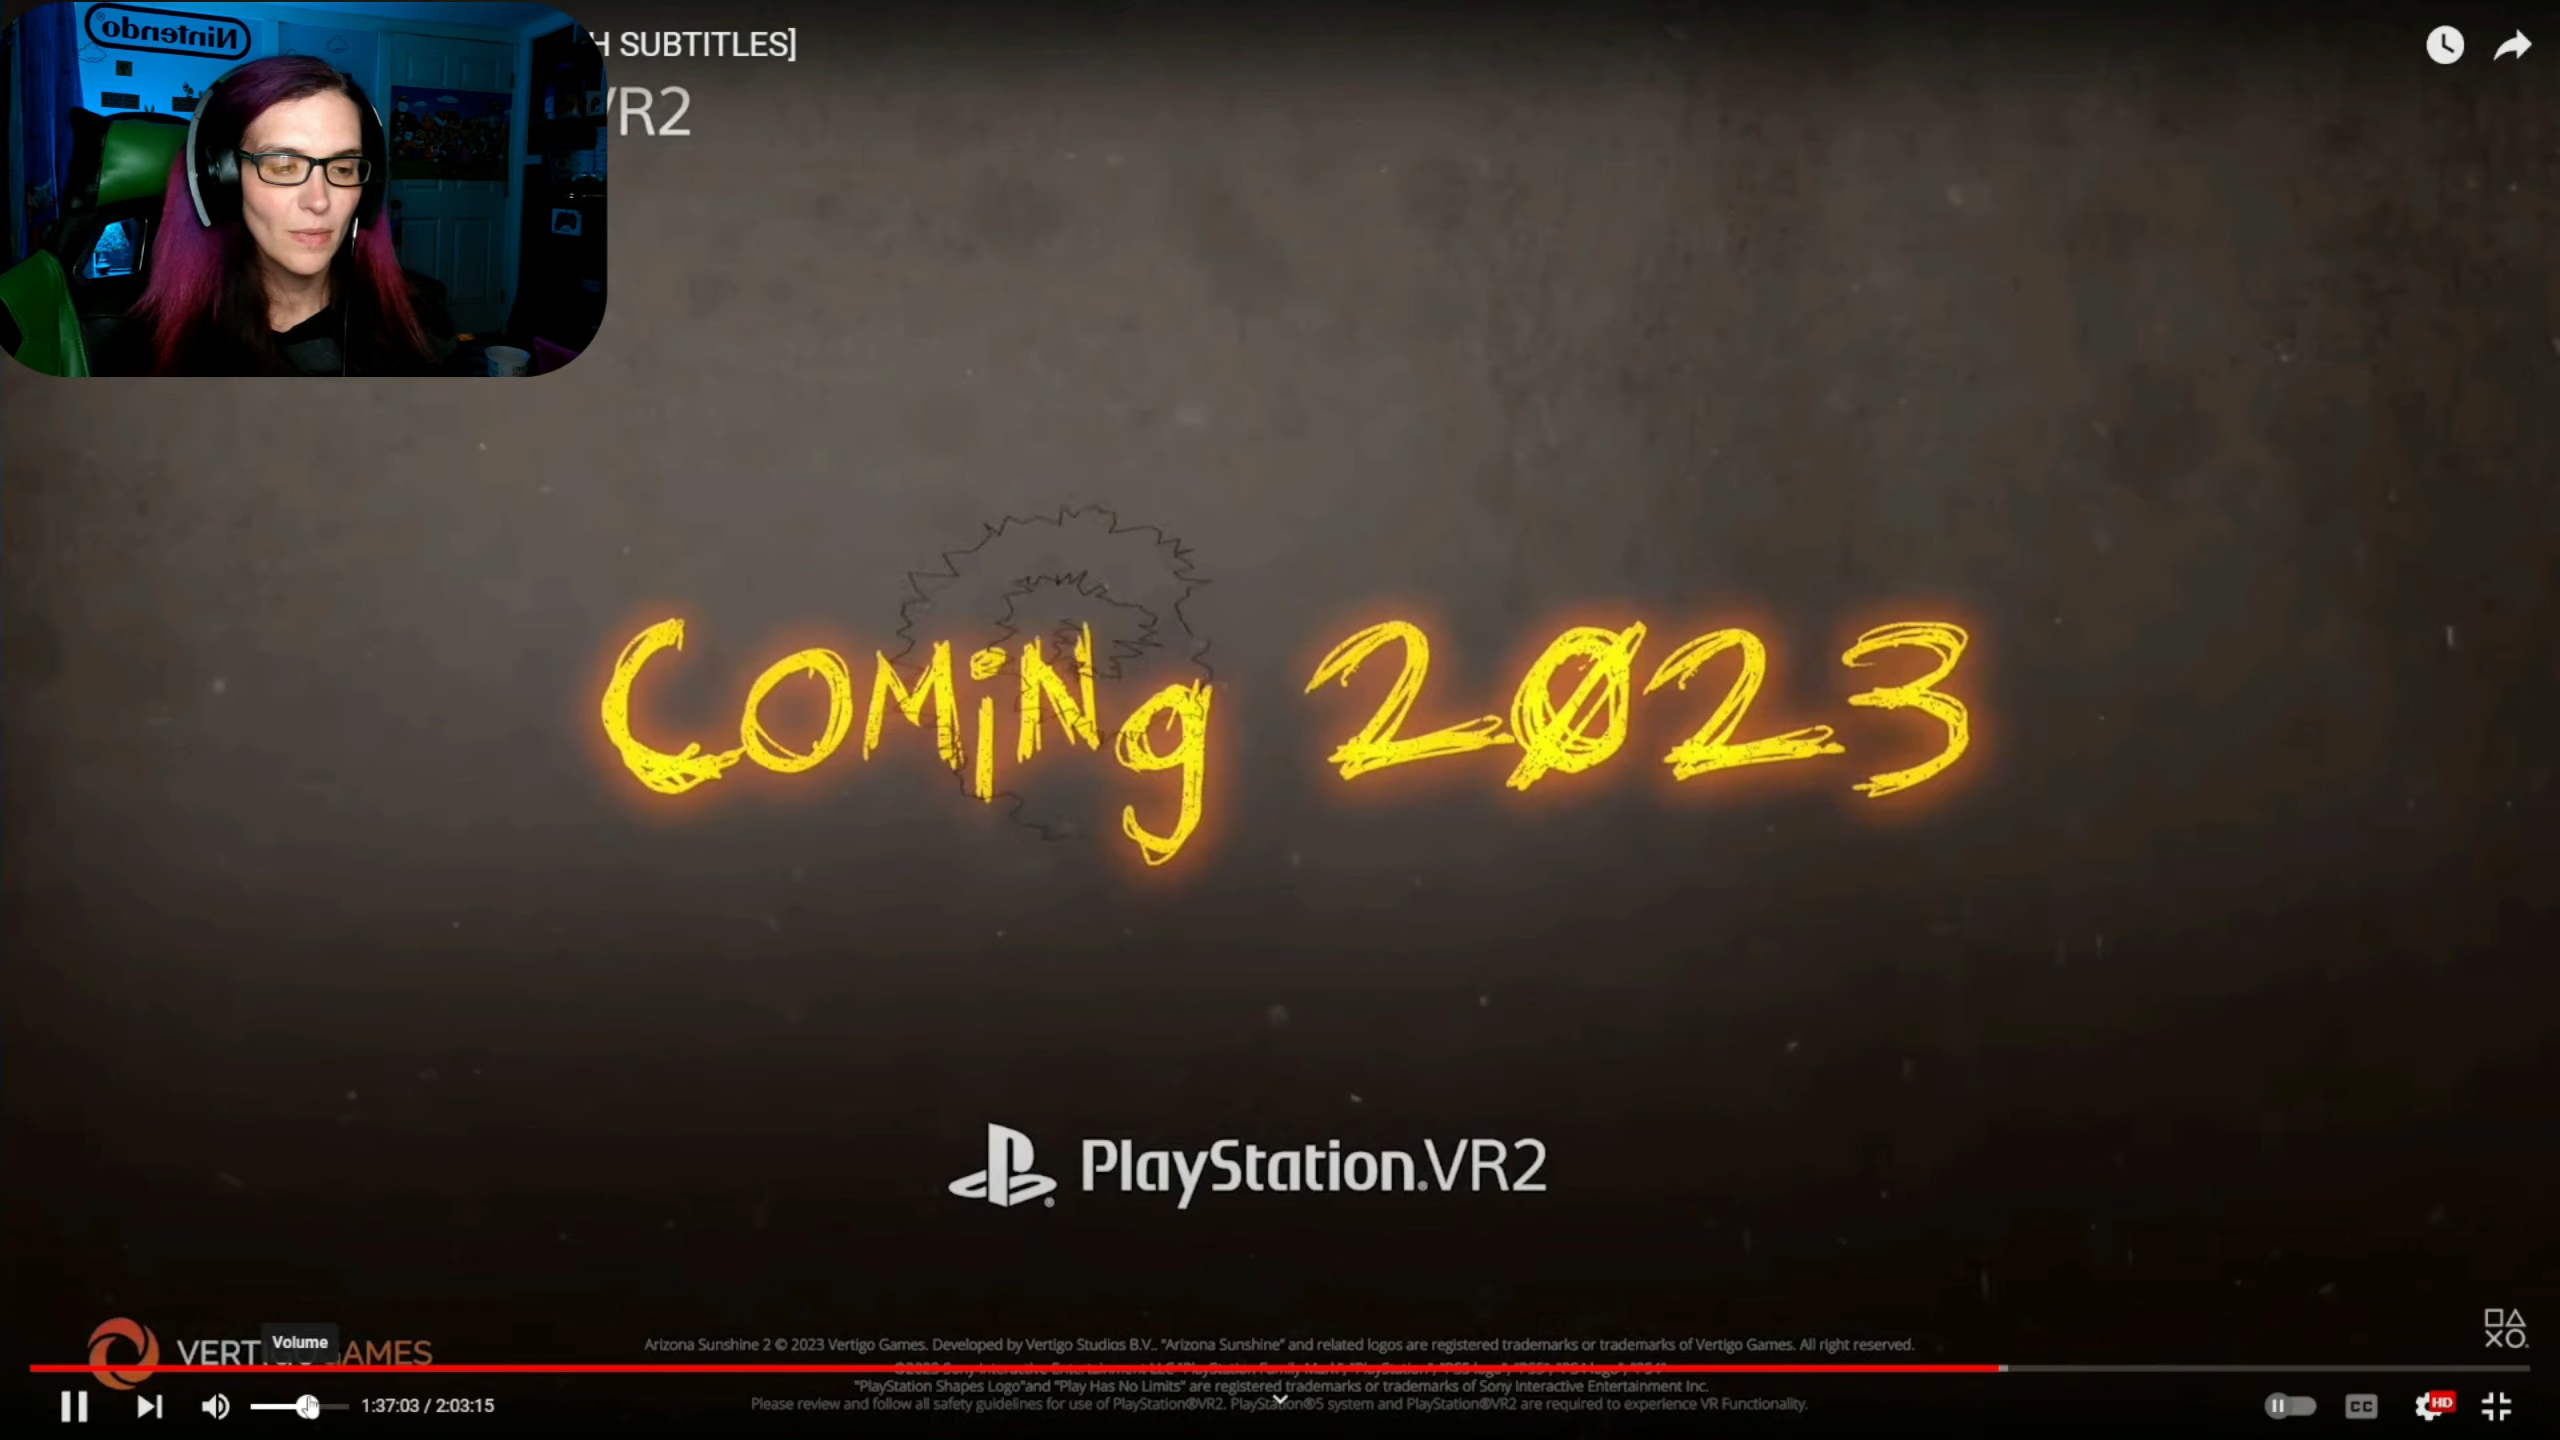 Nintendo®
H SUBTITLES]
VR2
COMiNg 2023
PlayStation.VR2
VERTIGOGAMES
Volume
Arizona Sunshine 2 © 2023 Vertigo Games. Developed by Vertigo Studios B.V.. "Arizona Sunshine" and related logos are registered trademarks or trademarks of Vertigo Games. All right reserved.
"PlayStation Shapes Logo"and "Play Has No Limits" are registered trademarks or trademarks of Sony Interactive Entertainment Inc.
Please review and follow all safety guidelines for use of PlayStation®VR2. PlayStation®5 system and PlayStation®VR2 are required to experience VR Functionality.
1:37:03 / 2:03:15
CC
HD